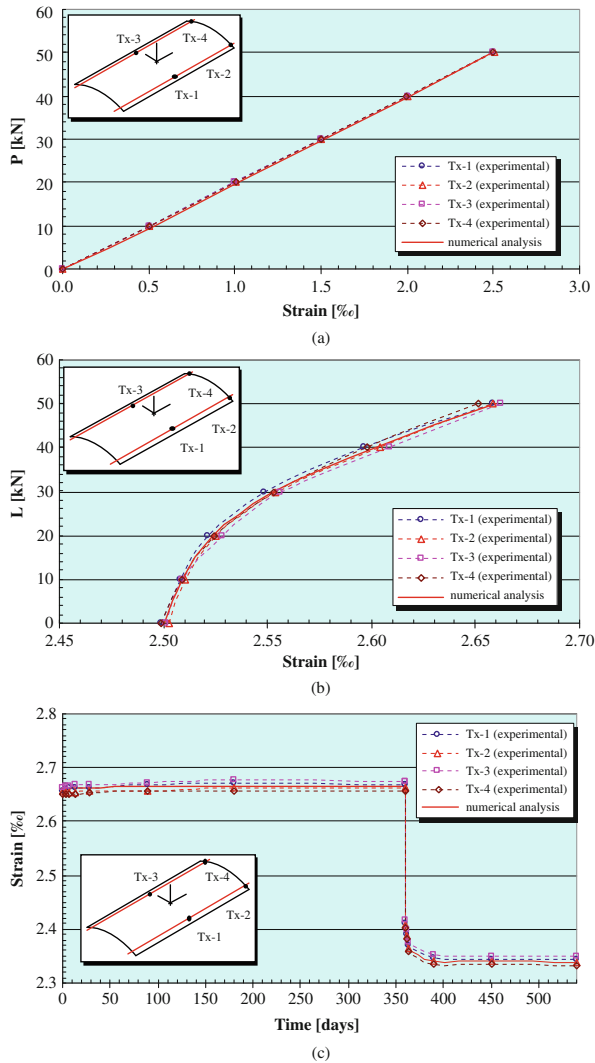 60
50
40
30
20
10
0
P [kN]
Tx-3
Tx-4
Tx-2
Tx-1
Tx-1 (experimental)
Tx-2 (experimental)
Tx-3 (experimental)
Tx-4 (experimental)
numerical analysis
0.0 0.5 1.0 1.5 2.0 2.5 3.0
Strain [‰]
(a)
60
50
40
30
20
10
0
L [kN]
Tx-3
Tx-4
Tx-2
Tx-1
Tx-1 (experimental)
Tx-2 (experimental)
Tx-3 (experimental)
Tx-4 (experimental)
numerical analysis
2.45 2.50 2.55 2.60 2.65 2.70
Strain [‰]
(b)
2.8
2.7
2.6
2.5
2.4
2.3
Strain [‰]
Tx-1 (experimental)
Tx-2 (experimental)
Tx-3 (experimental)
Tx-4 (experimental)
numerical analysis
Tx-3
Tx-4
Tx-2
Tx-1
0 50 100 150 200 250 300 350 400 450 500
Time [days]
(c)